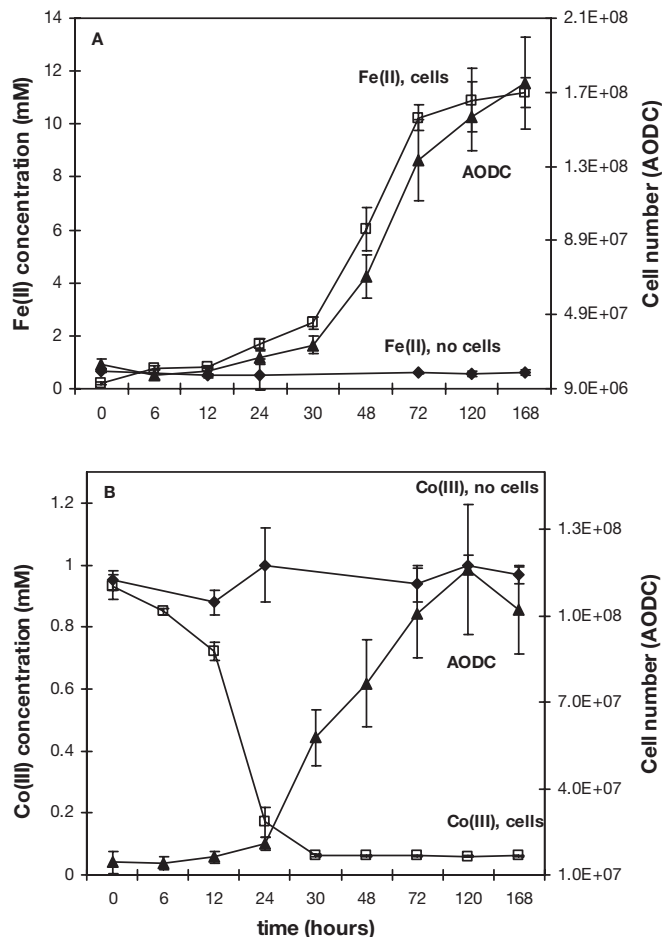 A
Fe(II) concentration (mM)
14
12
10
8
6
4
2
0
Fe(II), cells
AODC
Fe(II), no cells
2.1E+08
1.7E+08
1.3E+08
8.9E+07
4.9E+07
9.0E+06
Cell number (AODC)
0 6 12 24 30 48 72 120 168
B
Co(III) concentration (mM)
1.2
1
0.8
0.6
0.4
0.2
0
Co(III), no cells
AODC
Co(III), cells
1.3E+08
1.0E+08
7.0E+07
4.0E+07
1.0E+07
Cell number (AODC)
0 6 12 24 30 48 72 120 168
time (hours)